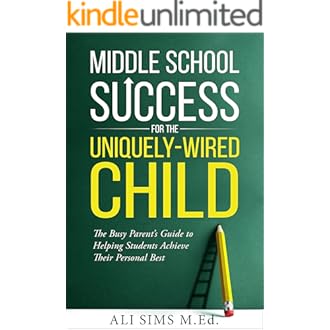 kindleunlimited
MIDDLE SCHOOL
SUCCESS
FOR THE
UNIQUELY-WIRED
CHILD
The Busy Parent's Guide to
Helping Students Achieve
Their Personal Best
ALI SIMS M.Ed.